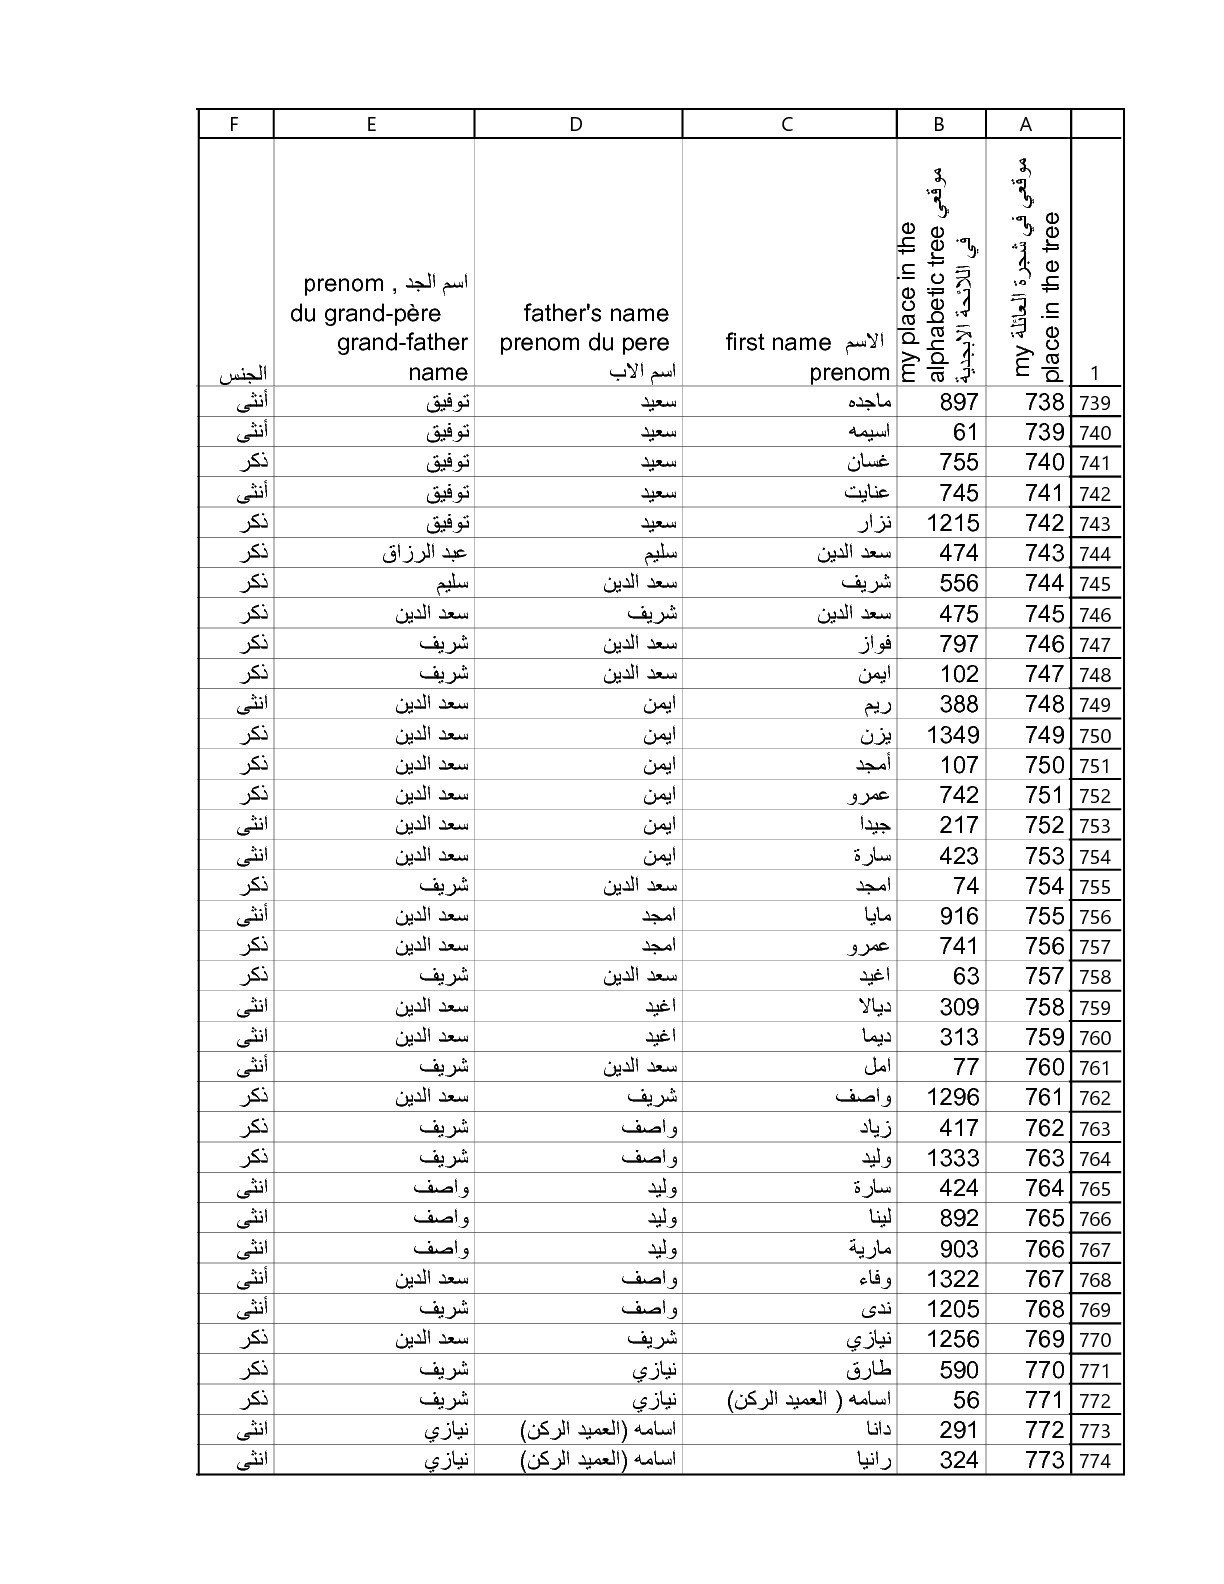 A B C D E F
1 موقعي في شجرة العائلة my place in the tree موقعي في اللائحة الابجدية my place in the alphabetic tree الاسم first name prenom father's name prenom du pere اسم الاب اسم الجد , prenom du grand-père grand-father name الجنس
739 738 897 ماجده سعيد توفيق أنثى
740 739 61 اسيمه سعيد توفيق أنثى
741 740 755 غسان سعيد توفيق ذكر
742 741 745 عنايت سعيد توفيق أنثى
743 742 1215 نزار سعيد توفيق ذكر
744 743 474 سعد الدين سليم عبد الرزاق ذكر
745 744 556 شريف سعد الدين سليم ذكر
746 745 475 سعد الدين شريف سعد الدين ذكر
747 746 797 فواز سعد الدين شريف ذكر
748 747 102 ايمن سعد الدين شريف ذكر
749 748 388 ريم ايمن سعد الدين انثى
750 749 1349 يزن ايمن سعد الدين ذكر
751 750 107 أمجد ايمن سعد الدين ذكر
752 751 742 عمرو ايمن سعد الدين ذكر
753 752 217 جيدا ايمن سعد الدين انثى
754 753 423 سارة ايمن سعد الدين انثى
755 754 74 امجد سعد الدين شريف ذكر
756 755 916 مايا امجد سعد الدين أنثى
757 756 741 عمرو امجد سعد الدين ذكر
758 757 63 اغيد سعد الدين شريف ذكر
759 758 309 ديالا اغيد سعد الدين انثى
760 759 313 ديما اغيد سعد الدين انثى
761 760 77 امل سعد الدين شريف أنثى
762 761 1296 واصف شريف سعد الدين ذكر
763 762 417 زياد واصف شريف ذكر
764 763 1333 وليد واصف شريف ذكر
765 764 424 سارة وليد واصف انثى
766 765 892 لينا وليد واصف انثى
767 766 903 مارية وليد واصف انثى
768 767 1322 وفاء واصف سعد الدين أنثى
769 768 1205 ندى واصف شريف أنثى
770 769 1256 نيازي شريف سعد الدين ذكر
771 770 590 طارق نيازي شريف ذكر
772 771 56 اسامه ( العميد الركن) نيازي شريف ذكر
773 772 291 دانا اسامه (العميد الركن) نيازي انثى
774 773 324 رانيا اسامه (العميد الركن) نيازي انثى